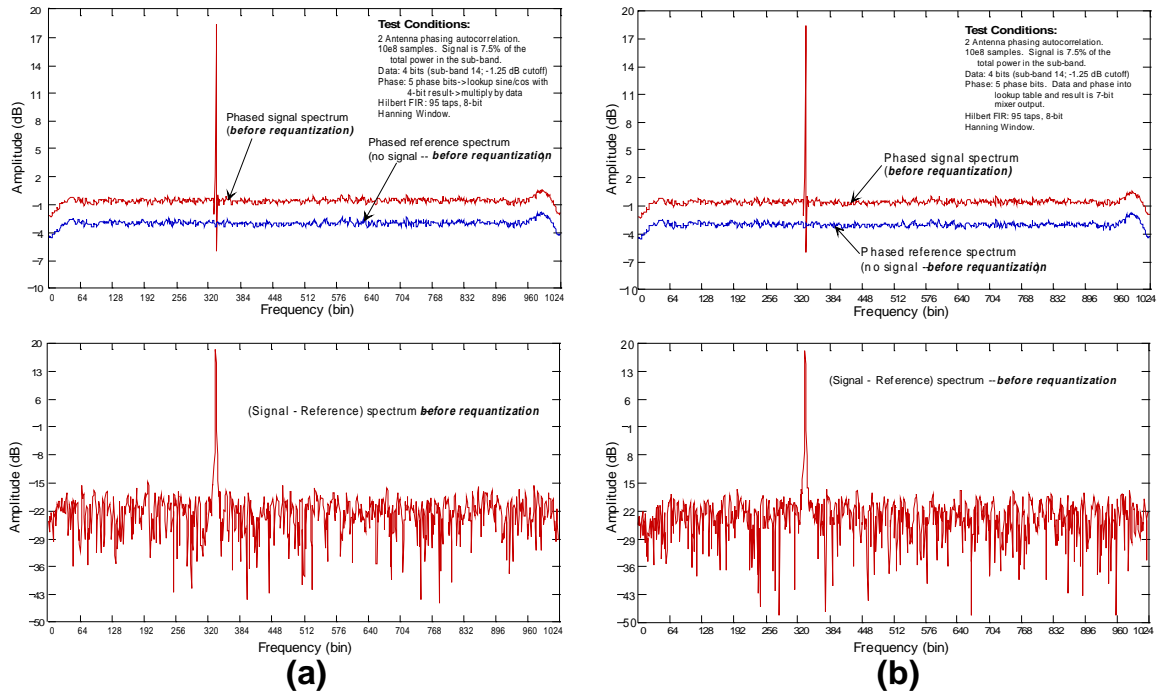 20
17
14
11
8
5
2
−1
−4
−7
−10
Amplitude (dB)
Test Conditions:
2 Antenna phasing autocorrelation.
10e8 samples. Signal is 7.5% of the
total power in the sub-band.
Data: 4 bits (sub-band 14; -1.25 dB cutoff)
Phase: 5 phase bits->lookup sine/cos with
4-bit result-> multiply by data
Hilbert FIR: 95 taps, 8-bit
Hanning Window.
Phased signal spectrum
(before requantization)
Phased reference spectrum
(no signal -- before requantization)
0 64 128 192 256 320 384 448 512 576 640 704 768 832 896 960 1024
Frequency (bin)
20
17
14
11
8
5
2
−1
−4
−7
−10
Amplitude (dB)
Test Conditions:
2 Antenna phasing autocorrelation.
10e8 samples. Signal is 7.5% of the
total power in the sub-band.
Data: 4 bits (sub-band 14; -1.25 dB cutoff)
Phase: 5 phase bits. Data and phase into
lookup table and result is 7-bit
mixer output.
Hilbert FIR: 95 taps, 8-bit
Hanning Window.
Phased signal spectrum
(before requantization)
Phased reference spectrum
(no signal --before requantization)
0 64 128 192 256 320 384 448 512 576 640 704 768 832 896 960 1024
Frequency (bin)
20
13
6
−1
−8
−15
−22
−29
−36
−43
−50
Amplitude (dB)
(Signal - Reference) spectrum before requantization
0 64 128 192 256 320 384 448 512 576 640 704 768 832 896 960 1024
Frequency (bin)
(a)
20
13
6
1
8
15
22
29
36
43
−50
Amplitude (dB)
(Signal - Reference) spectrum --before requantization
0 64 128 192 256 320 384 448 512 576 640 704 768 832 896 960 1024
Frequency (bin)
(b)